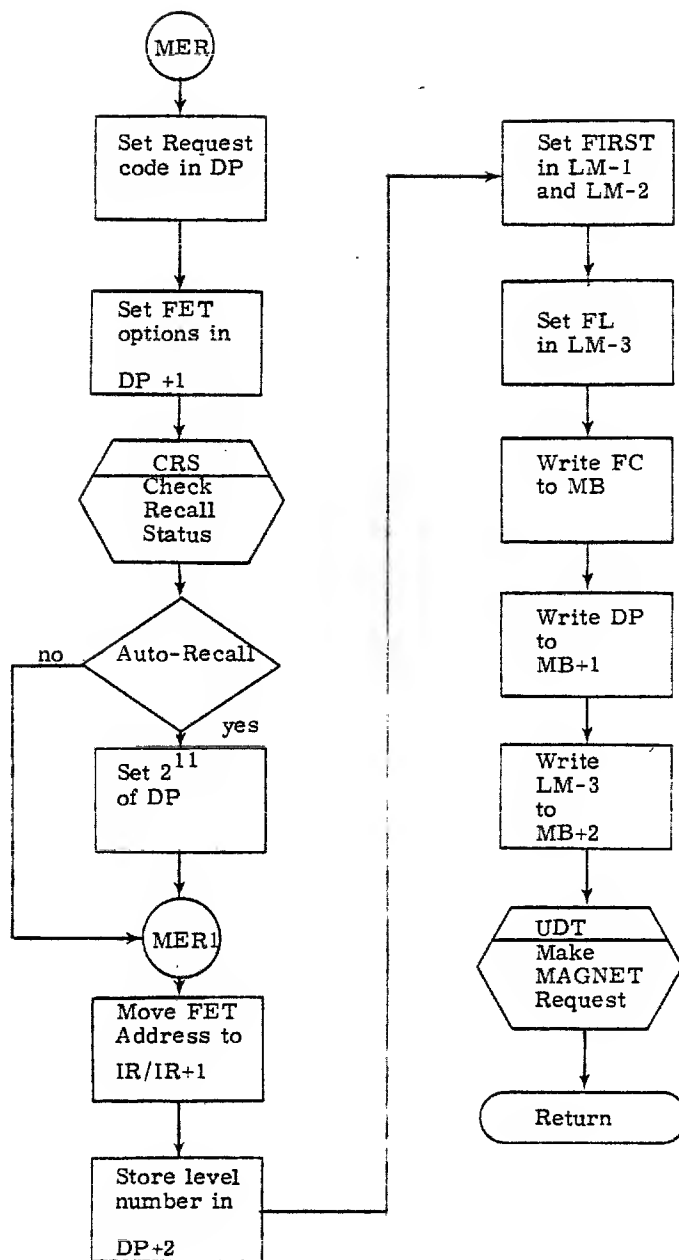 MER
Set Request
code in DP
Set FET
options in
DP +1
CRS
Check
Recall
Status
Auto-Recall
no
yes
Set 2¹¹
of DP
MER1
Move FET
Address to
IR/IR+1
Store level
number in
DP+2
Set FIRST
in LM-1
and LM-2
Set FL
in LM-3
Write FC
to MB
Write DP
to
MB+1
Write
LM-3
to
MB+2
UDT
Make
MAGNET
Request
Return